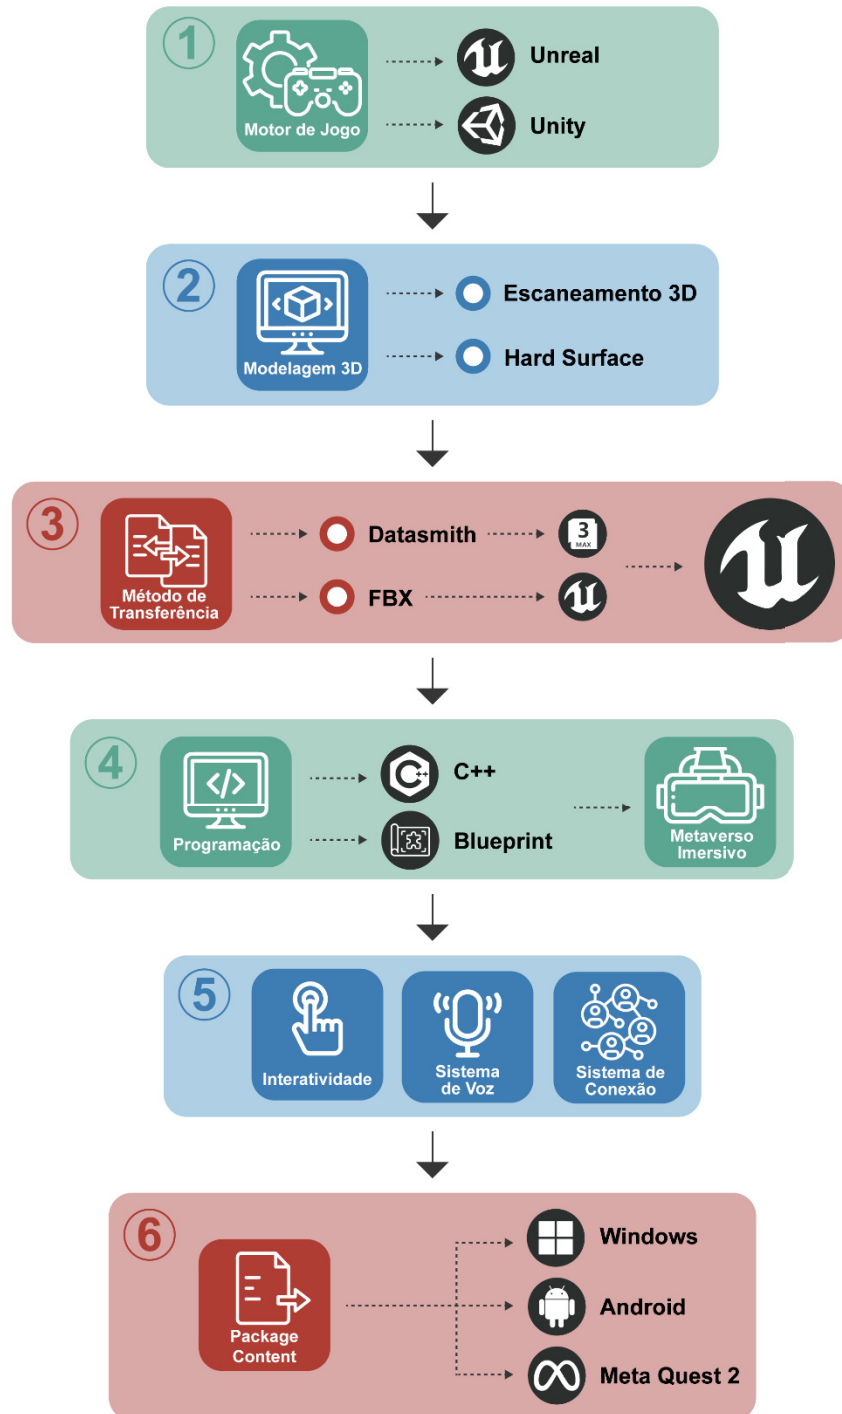 1
Motor de Jogo
Unreal
Unity
2
Modelagem 3D
Escaneamento 3D
Hard Surface
3
Método de
Transferência
Datasmith
3
MAX
FBX
4
Programação
C++
C++
Blueprint
Metaverso
Imersivo
5
Interatividade
Sistema
de Voz
Sistema de
Conexão
6
Package
Content
Windows
Android
Meta Quest 2